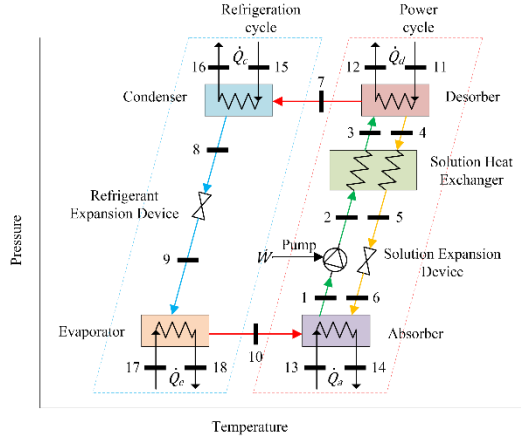 Refrigeration
cycle
Power
cycle
16
Q̇c
15
12
Q̇d
11
Condenser
7
Desorber
3
4
8
Solution Heat
Exchanger
Refrigerant
Expansion Device
2
5
Pump
Ẇ
Solution Expansion
Device
9
1
6
Evaporator
10
Absorber
17
Q̇e
18
13
Q̇a
14
Pressure
Temperature